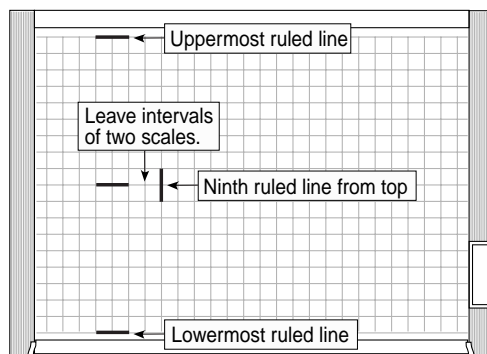 Uppermost ruled line
Leave intervals
of two scales.
Ninth ruled line from top
Lowermost ruled line